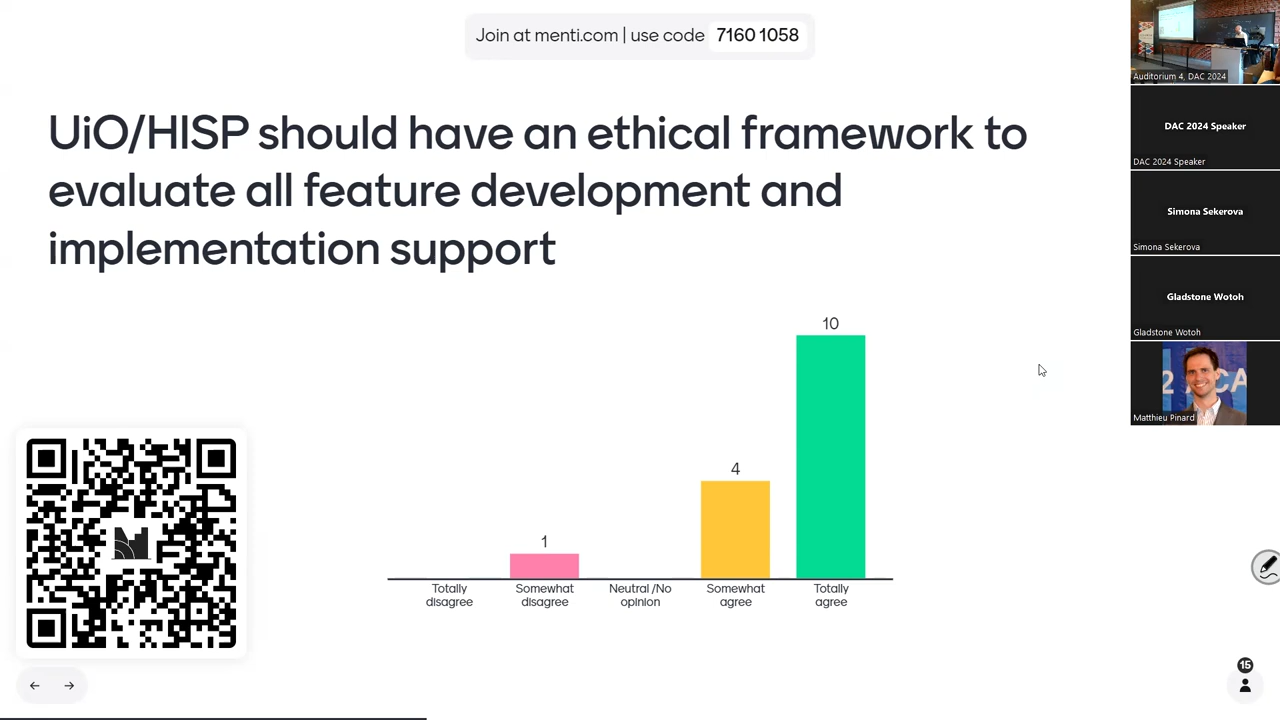 Join at menti.com | use code 7160 1058
UiO/HISP should have an ethical framework to
evaluate all feature development and
implementation support
10
4
1
Totally
disagree
Somewhat
disagree
Neutral /No
opinion
Somewhat
agree
Totally
agree
15
Auditorium 4, DAC 2024
DAC 2024 Speaker
DAC 2024 Speaker
Simona Sekerova
Simona Sekerova
Gladstone Wotoh
Gladstone Wotoh
Matthieu Pinard